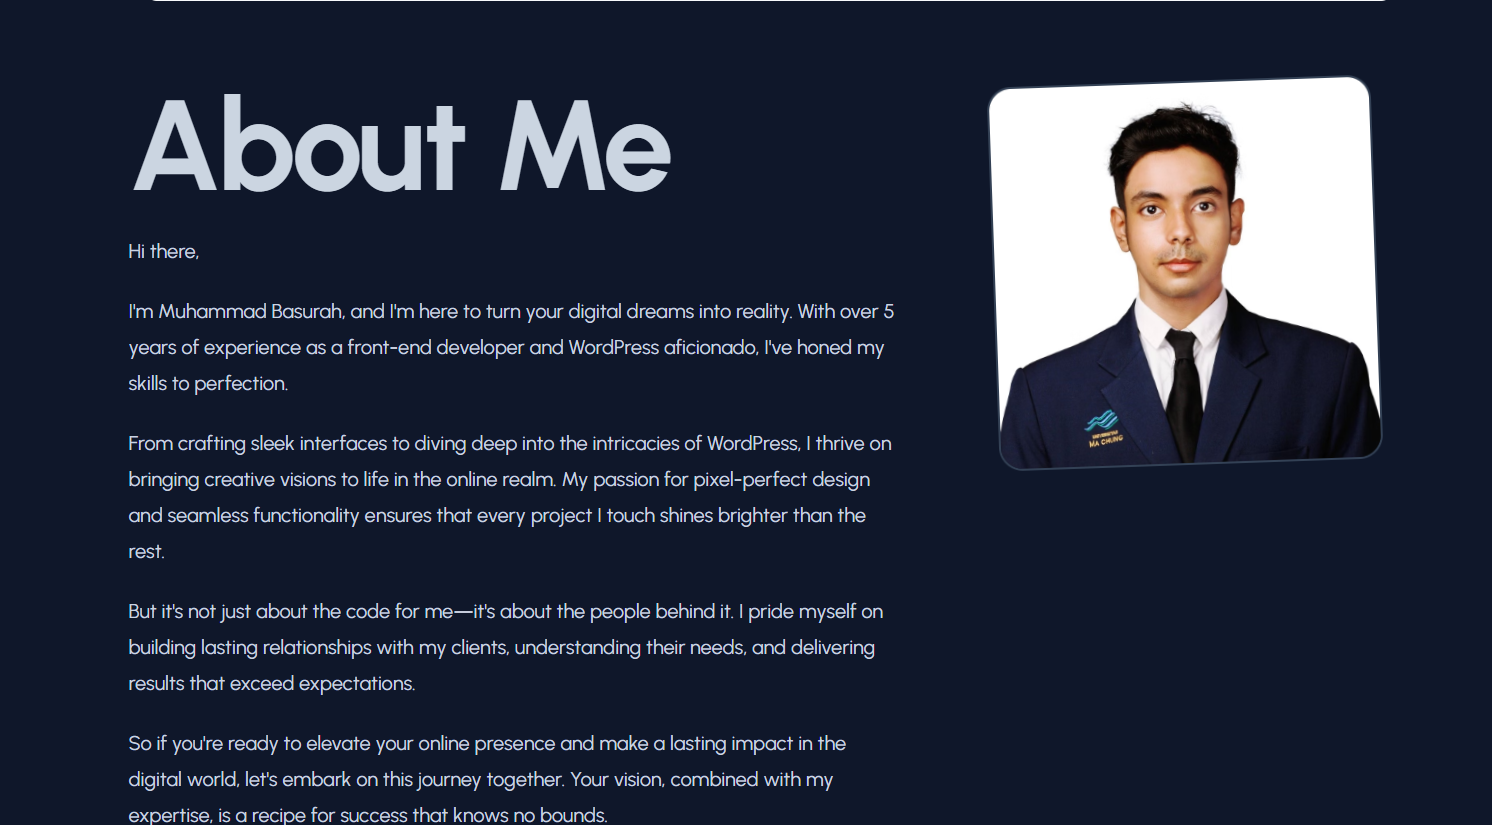 About Me
Hi there,
I'm Muhammad Basurah, and I'm here to turn your digital dreams into reality. With over 5
years of experience as a front-end developer and WordPress aficionado, I've honed my
skills to perfection.
From crafting sleek interfaces to diving deep into the intricacies of WordPress, I thrive on
bringing creative visions to life in the online realm. My passion for pixel-perfect design
and seamless functionality ensures that every project I touch shines brighter than the
rest.
But it's not just about the code for me—it's about the people behind it. I pride myself on
building lasting relationships with my clients, understanding their needs, and delivering
results that exceed expectations.
So if you're ready to elevate your online presence and make a lasting impact in the
digital world, let's embark on this journey together. Your vision, combined with my
expertise, is a recipe for success that knows no bounds.
MA CHUNG